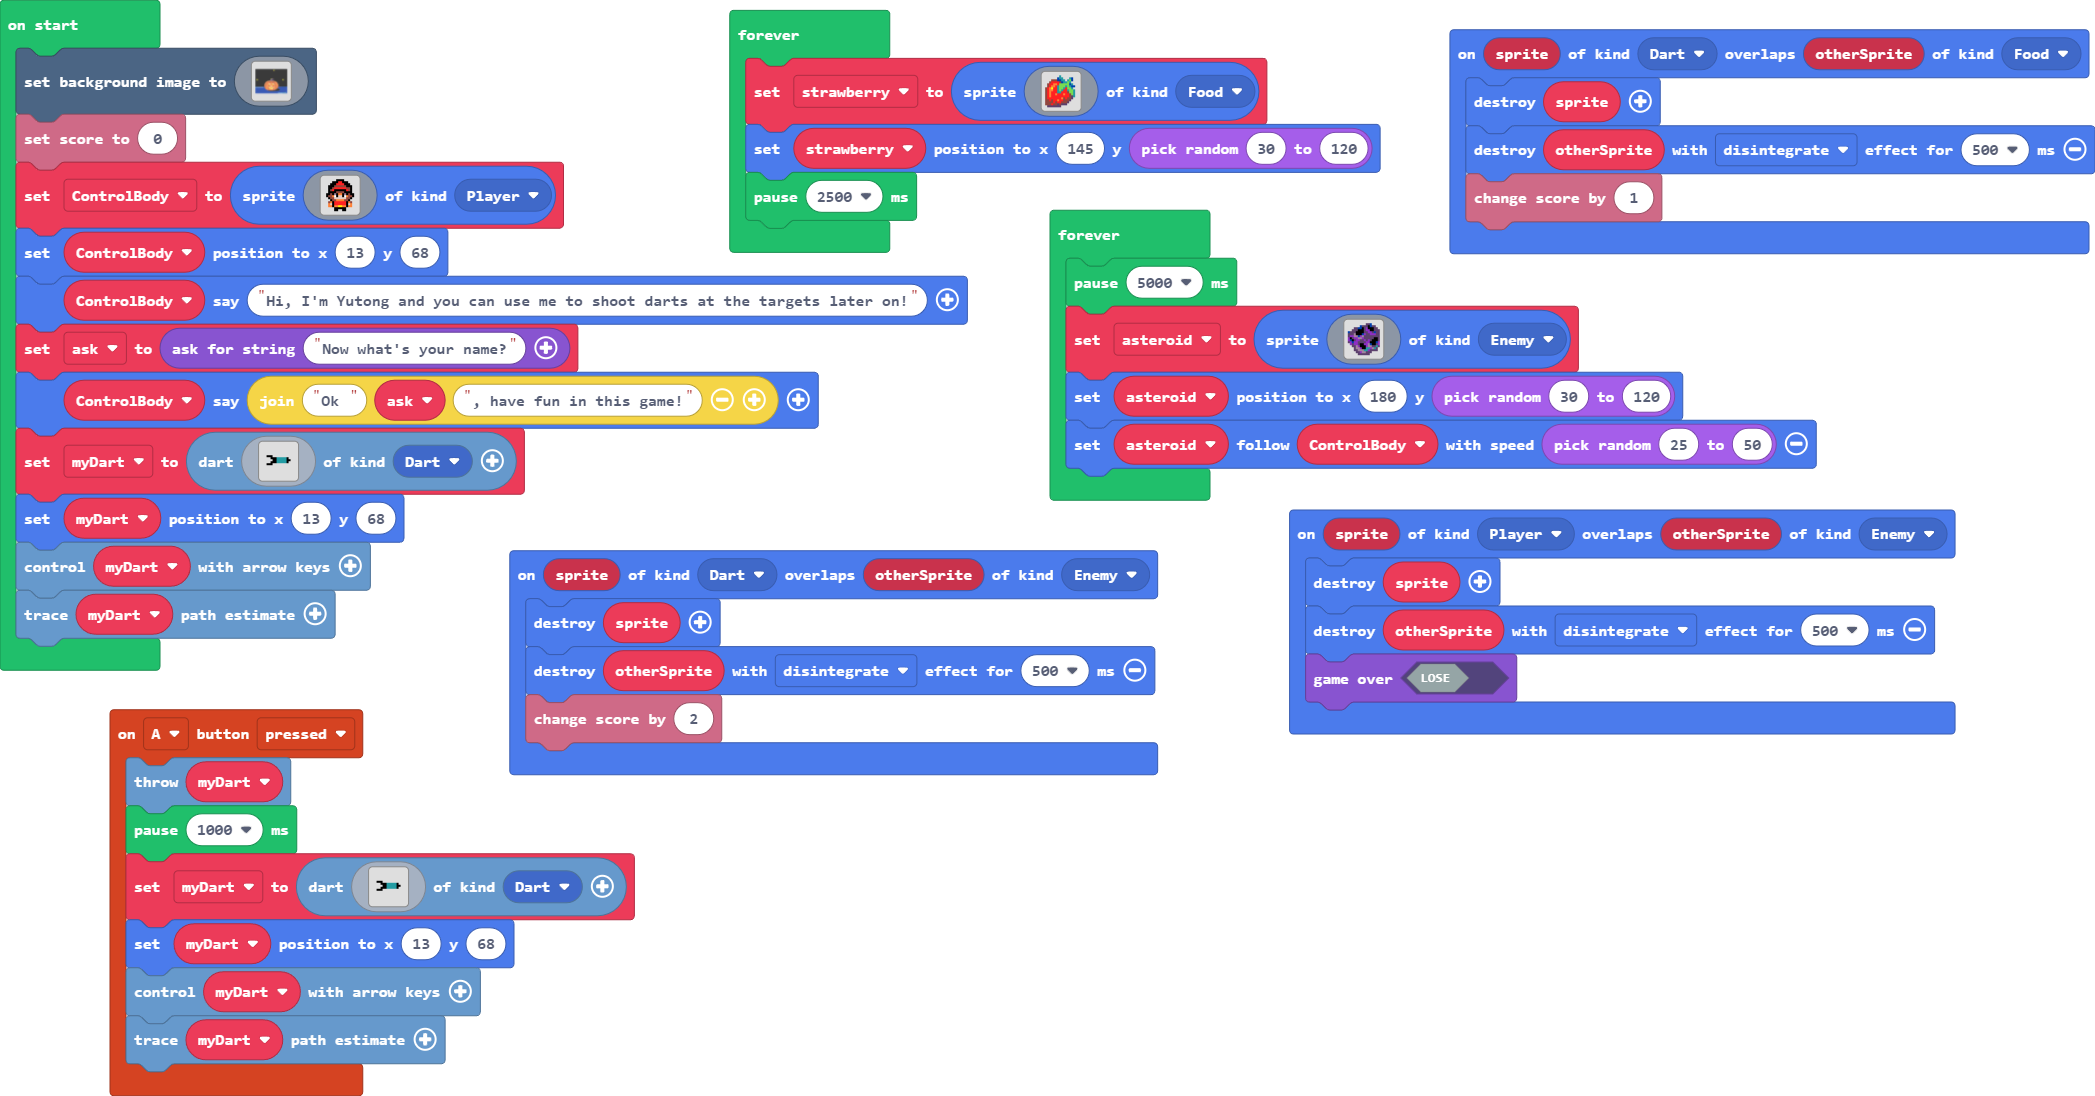 on start
set background image to
set score to 0
set ControlBody to sprite of kind Player
set ControlBody position to x 13 y 68
ControlBody say "Hi, I'm Yutong and you can use me to shoot darts at the targets later on!"
set ask to ask for string "Now what's your name?"
ControlBody say join "Ok " ask ", have fun in this game!"
set myDart to dart of kind Dart
set myDart position to x 13 y 68
control myDart with arrow keys
trace myDart path estimate
forever
set strawberry to sprite of kind Food
set strawberry position to x 145 y pick random 30 to 120
pause 2500 ms
on sprite of kind Dart overlaps otherSprite of kind Food
destroy sprite
destroy otherSprite with disintegrate effect for 500 ms
change score by 1
forever
pause 5000 ms
set asteroid to sprite of kind Enemy
set asteroid position to x 180 y pick random 30 to 120
set asteroid follow ControlBody with speed pick random 25 to 50
on sprite of kind Dart overlaps otherSprite of kind Enemy
destroy sprite
destroy otherSprite with disintegrate effect for 500 ms
change score by 2
on sprite of kind Player overlaps otherSprite of kind Enemy
destroy sprite
destroy otherSprite with disintegrate effect for 500 ms
game over LOSE
on A button pressed
throw myDart
pause 1000 ms
set myDart to dart of kind Dart
set myDart position to x 13 y 68
control myDart with arrow keys
trace myDart path estimate